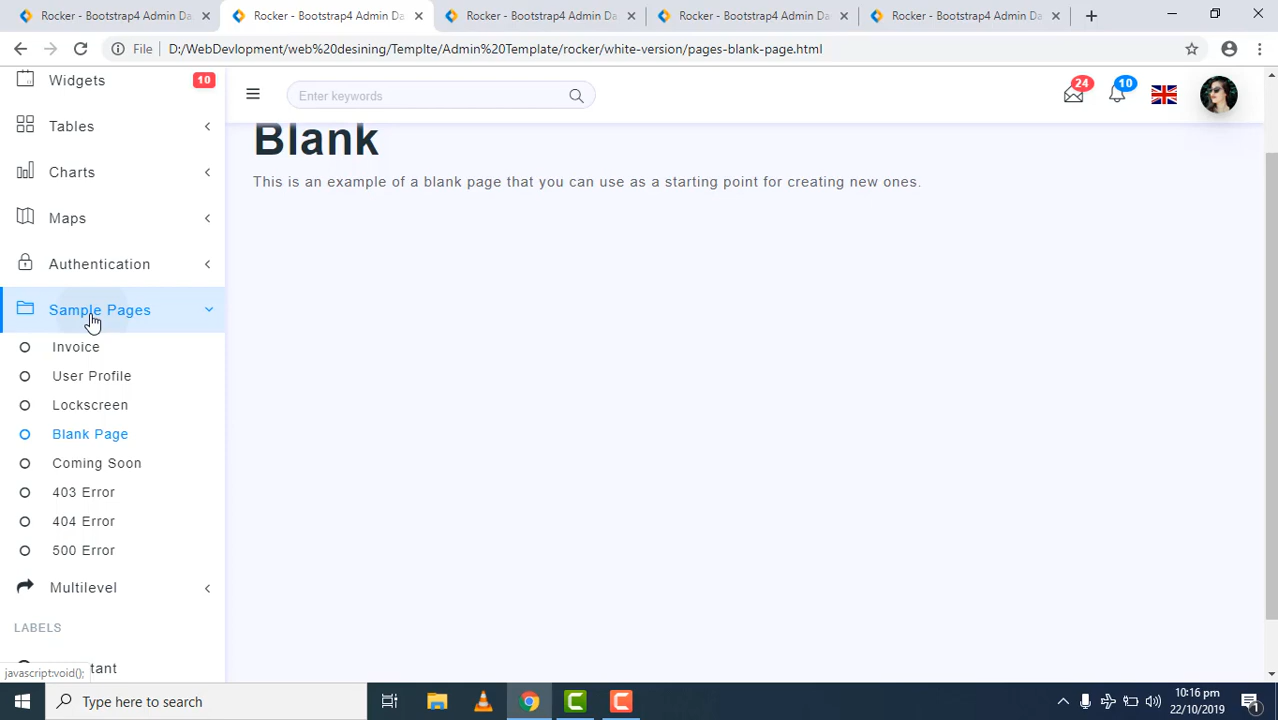 Rocker - Bootstrap4 Admin Da
Rocker - Bootstrap4 Admin Da
Rocker - Bootstrap4 Admin Da
Rocker - Bootstrap4 Admin Da
Rocker - Bootstrap4 Admin Da
File
D:/WebDevlopment/web%20desining/Templte/Admin%20Template/rocker/white-version/pages-blank-page.html
Widgets 10
Enter keywords
24
10
Blank
This is an example of a blank page that you can use as a starting point for creating new ones.
Tables
Charts
Maps
Authentication
Sample Pages
Invoice
User Profile
Lockscreen
Blank Page
Coming Soon
403 Error
404 Error
500 Error
Multilevel
LABELS
javascript:void();
Type here to search
10:16 pm
22/10/2019
1